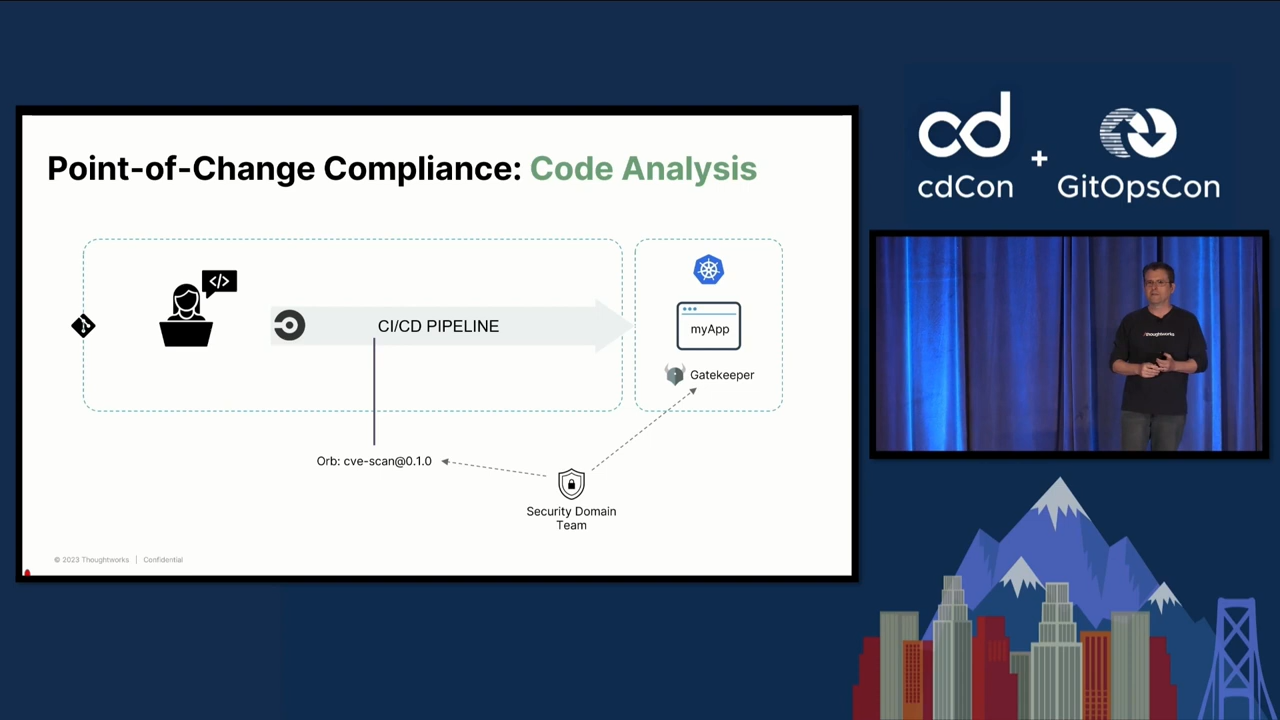 Point-of-Change Compliance: Code Analysis
</>
CI/CD PIPELINE
myApp
Gatekeeper
Orb: cve-scan@0.1.0
Security Domain
Team
© 2023 Thoughtworks | Confidential
cd
cdCon
+
GitOpsCon
/thoughtworks